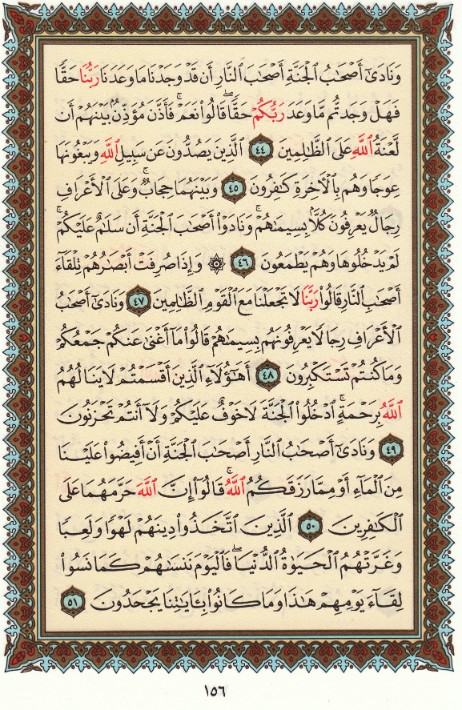 وَنَادَىٰٓ أَصۡحَٰبُ ٱلۡجَنَّةِ أَصۡحَٰبَ ٱلنَّارِ أَن قَدۡ وَجَدۡنَا مَا وَعَدَنَا رَبُّنَا حَقّٗا
فَهَلۡ وَجَدتُّم مَّا وَعَدَ رَبُّكُمۡ حَقّٗاۖ قَالُواْ نَعَمۡۚ فَأَذَّنَ مُؤَذِّنُۢ بَيۡنَهُمۡ أَن
لَّعۡنَةُ ٱللَّهِ عَلَى ٱلظَّٰلِمِينَ ٤٤ ٱلَّذِينَ يَصُدُّونَ عَن سَبِيلِ ٱللَّهِ وَيَبۡغُونَهَا
عِوَجٗا وَهُم بِٱلۡأٓخِرَةِ كَٰفِرُونَ ٤٥ وَبَيۡنَهُمَا حِجَابٞۚ وَعَلَى ٱلۡأَعۡرَافِ
رِجَالٞ يَعۡرِفُونَ كُلَّۢا بِسِيمَىٰهُمۡۚ وَنَادَوۡاْ أَصۡحَٰبَ ٱلۡجَنَّةِ أَن سَلَٰمٌ عَلَيۡكُمۡۚ
لَمۡ يَدۡخُلُوهَا وَهُمۡ يَطۡمَعُونَ ٤٦ ۞ وَإِذَا صُرِفَتۡ أَبۡصَٰرُهُمۡ تِلۡقَآءَ
أَصۡحَٰبِ ٱلنَّارِ قَالُواْ رَبَّنَا لَا تَجۡعَلۡنَا مَعَ ٱلۡقَوۡمِ ٱلظَّٰلِمِينَ ٤٧ وَنَادَىٰٓ أَصۡحَٰبُ
ٱلۡأَعۡرَافِ رِجَالٗا يَعۡرِفُونَهُم بِسِيمَىٰهُمۡ قَالُواْ مَآ أَغۡنَىٰ عَنكُمۡ جَمۡعُكُمۡ
وَمَا كُنتُمۡ تَسۡتَكۡبِرُونَ ٤٨ أَهَٰٓؤُلَآءِ ٱلَّذِينَ أَقۡسَمۡتُمۡ لَا يَنَالُهُمُ
ٱللَّهُ بِرَحۡمَةٍۚ ٱدۡخُلُواْ ٱلۡجَنَّةَ لَا خَوۡفٌ عَلَيۡكُمۡ وَلَآ أَنتُمۡ تَحۡزَنُونَ
٤٩ وَنَادَىٰٓ أَصۡحَٰبُ ٱلنَّارِ أَصۡحَٰبَ ٱلۡجَنَّةِ أَنۡ أَفِيضُواْ عَلَيۡنَا
مِنَ ٱلۡمَآءِ أَوۡ مِمَّا رَزَقَكُمُ ٱللَّهُۚ قَالُوٓاْ إِنَّ ٱللَّهَ حَرَّمَهُمَا عَلَى
ٱلۡكَٰفِرِينَ ٥٠ ٱلَّذِينَ ٱتَّخَذُواْ دِينَهُمۡ لَهۡوٗا وَلَعِبٗا
وَغَرَّتۡهُمُ ٱلۡحَيَوٰةُ ٱلدُّنۡيَاۚ فَٱلۡيَوۡمَ نَنسَىٰهُمۡ كَمَا نَسُواْ
لِقَآءَ يَوۡمِهِمۡ هَٰذَا وَمَا كَانُواْ بِـَٔايَٰتِنَا يَجۡحَدُونَ ٥١
١٥٦